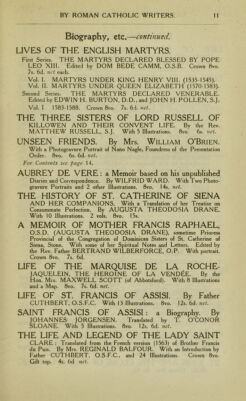 BY ROMAN CATHOLIC WRITERS. 11
Biography, etc.—continued.
LIVES OF THE ENGLISH MARTYRS.
First Series. THE MARTYRS DECLARED BLESSED BY POPE
LEO XIII. Edited by DOM BEDE CAMM, O.S.B. Crown 8vo.
7s. 6d. net each.
Vol. I. MARTYRS UNDER KING HENRY VIII. (1535-1545).
Vol. II. MARTYRS UNDER QUEEN ELIZABETH (1570-1583).
Second Series. THE MARTYRS DECLARED VENERABLE.
Edited by EDWIN H. BURTON, D.D., and JOHN H. POLLEN, S.J.
Vol. I. 1583-1588. Crown 8vo. 7s. 6d. net.
THE THREE SISTERS OF LORD RUSSELL OF
KILLOWEN AND THEIR CONVENT LIFE. By the Rev.
MATTHEW RUSSELL, S.J. With 5 Illustrations. 8vo. 6s. net.
UNSEEN FRIENDS. By Mrs. WILLIAM O'BRIEN.
With a Photogravure Portrait of Nano Nagle, Foundress of the Presentation
Order. 8vo. 6s. 6d. net.
For Contents see page 14.
AUBREY DE VERE: a Memoir based on his unpublished
Diaries and Correspondence. By WILFRID WARD. With Two Photo-
gravure Portraits and 2 other Illustrations. 8vo. 14s. net.
THE HISTORY OF ST. CATHERINE OF SIENA
AND HER COMPANIONS. With a Translation of her Treatise on
Consummate Perfection. By AUGUSTA THEODOSIA DRANE.
With 10 Illustrations. 2 vols. 8vo. 15s.
A MEMOIR OF MOTHER FRANCIS RAPHAEL,
O.S.D. (AUGUSTA THEODOSIA DRANE), sometime Prioress
Provincial of the Congregation of Dominican Sisters of St. Catherine of
Siena, Stone. With some of her Spiritual Notes and Letters. Edited by
the Rev. Father BERTRAND WILBERFORCE, O.P. With Portrait.
Crown 8vo. 7s. 6d.
LIFE OF THE MARQUISE DE LA ROCHE-
JAQUELEIN, THE HEROINE OF LA VENDÉE. By the
Hon. Mrs. MAXWELL SCOTT (of Abbotsford). With 8 Illustrations
and a Map. 8vo. 7s. 6d. net.
LIFE OF ST. FRANCIS OF ASSISI. By Father
CUTHBERT, O.S.F.C. With 13 Illustrations. 8vo. 12s. 6d. net.
SAINT FRANCIS OF ASSISI: a Biography. By
JOHANNES JORGENSEN. Translated by T. O'CONOR
SLOANE. With 5 Illustrations. 8vo. 12s. 6d. net.
THE LIFE AND LEGEND OF THE LADY SAINT
CLARE: Translated from the French version (1563) of Brother Francis
du Puis. By Mrs. REGINALD BALFOUR. With an Introduction by
Father CUTHBERT, O.S.F.C., and 24 Illustrations. Crown 8vo.
Gilt top. 4s. 6d. net.